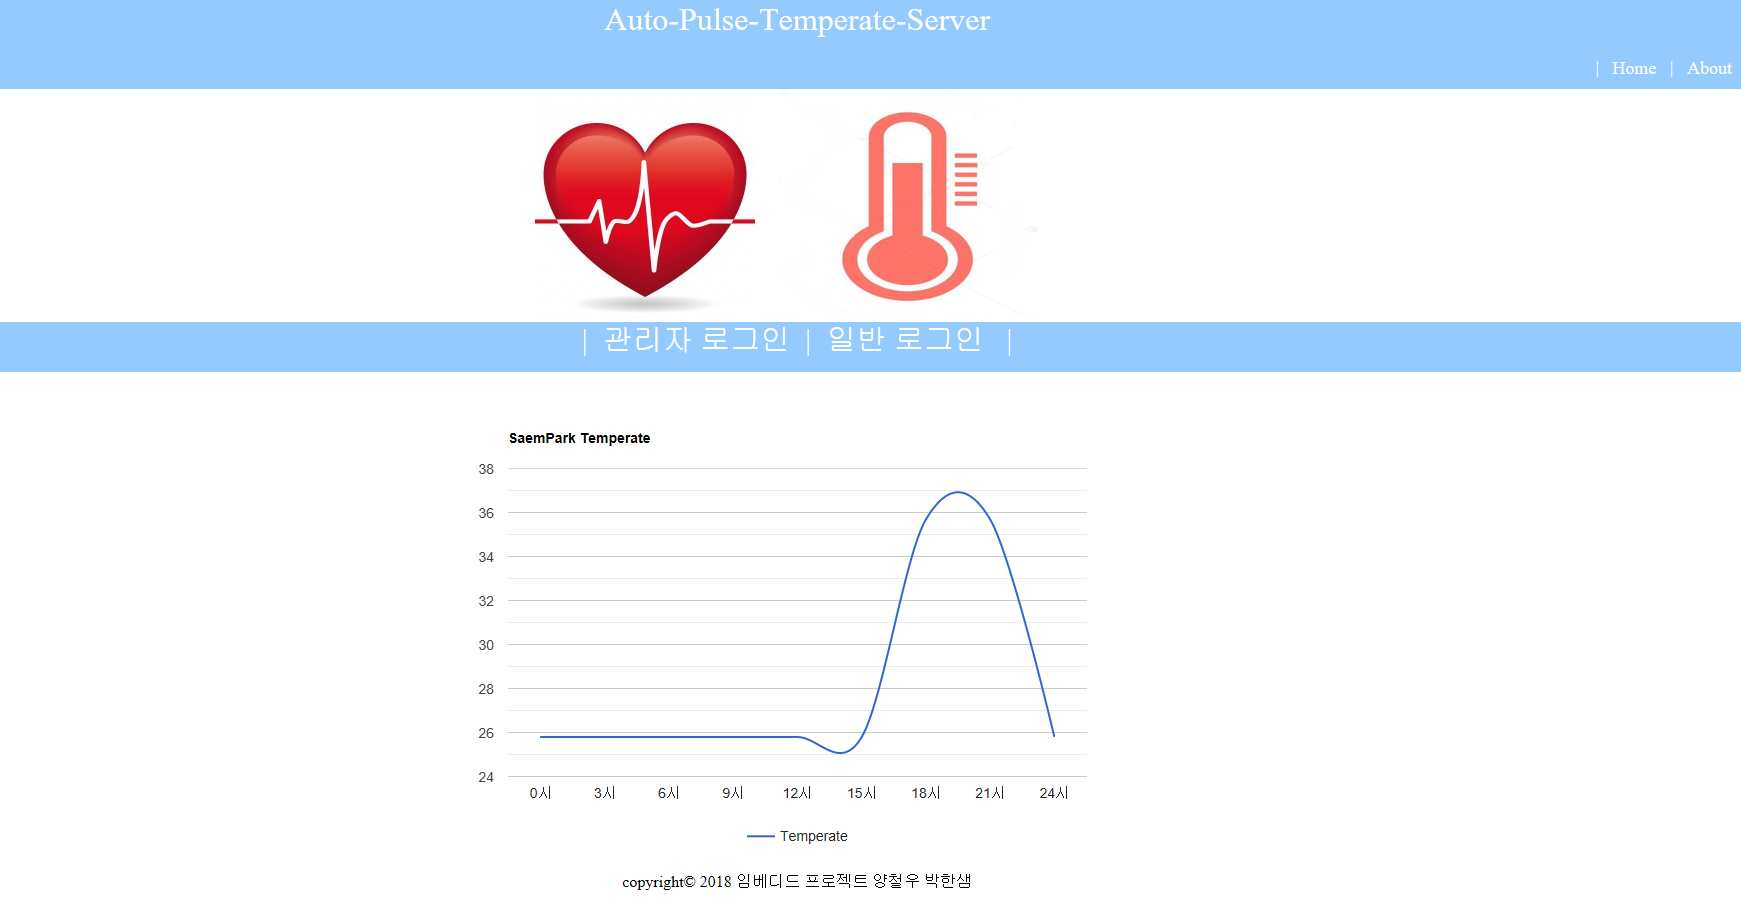 Auto-Pulse-Temperate-Server
| Home | About
| 관리자 로그인 | 일반 로그인 |
SaemPark Temperate
38
36
34
32
30
28
26
24
0시 3시 6시 9시 12시 15시 18시 21시 24시
Temperate
copyright© 2018 임베디드 프로젝트 양철우 박한샘